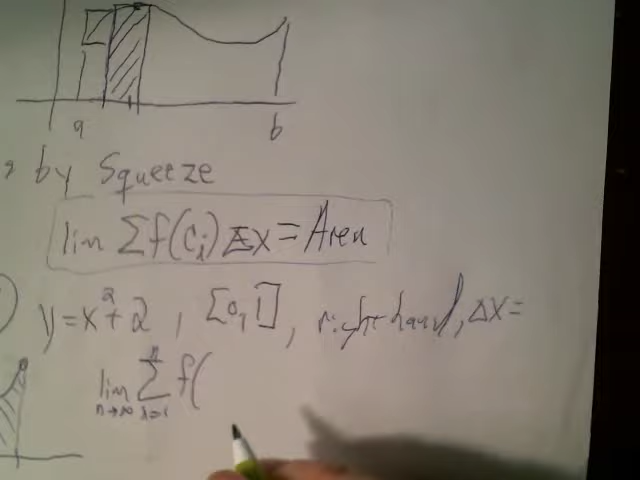 a b
by Squeeze
lim Σf(cᵢ)Δx = Area
y = x² + 2 , [0,1] , right hand, Δx =
lim n→∞ Σ i=1 n f(